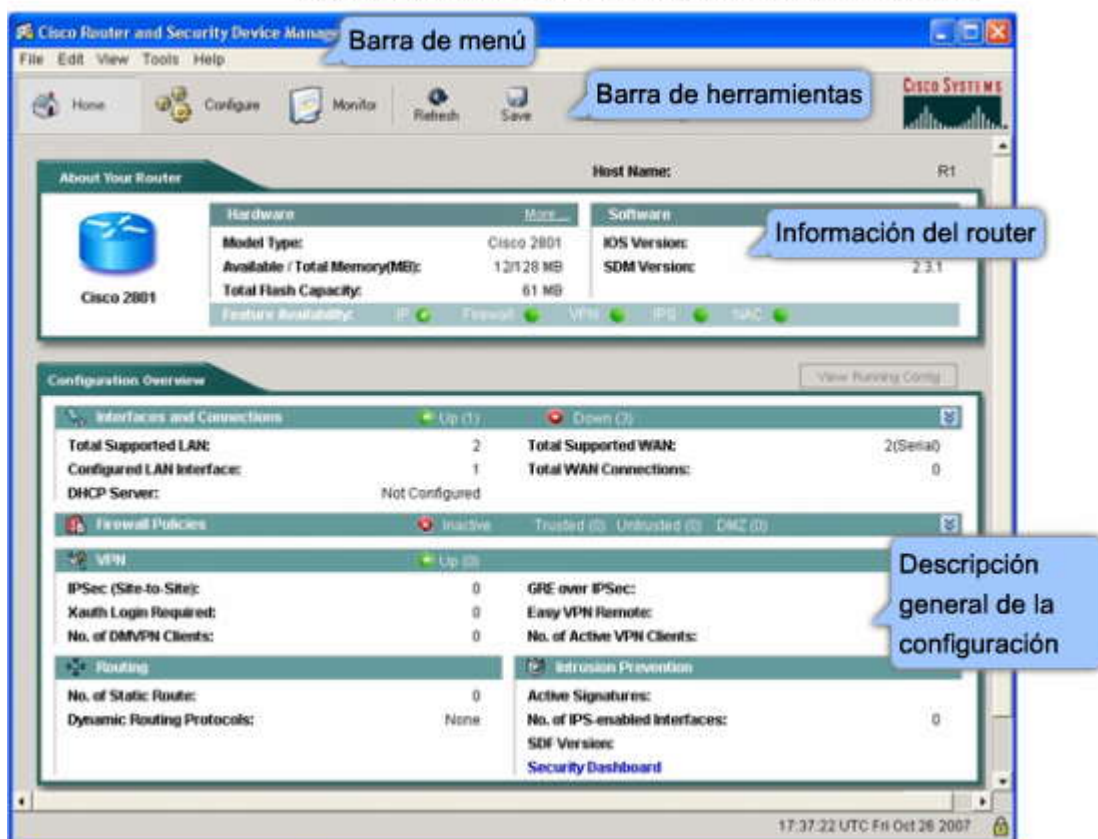 Cisco Router and Security Device Manag
Barra de menú
File Edit View Tools Help
Home
Configure
Monitor
Refresh
Save
Barra de herramientas
CISCO SYSTEMS
About Your Router
Host Name: R1
Hardware More... Software
Información del router
Model Type: Cisco 2801 IOS Version:
Available / Total Memory(MB): 12/128 MB SDM Version: 2.3.1
Total Flash Capacity: 61 MB
Cisco 2801
Feature Availability: IP Firewall VPN IPS NAC
Configuration Overview
View Running Config
Interfaces and Connections Up (1) Down (3)
Total Supported LAN: 2 Total Supported WAN: 2(Serial)
Configured LAN Interface: 1 Total WAN Connections: 0
DHCP Server: Not Configured
Firewall Policies Inactive Trusted (0) Untrusted (0) DMZ (0)
VPN Up (0)
IPSec (Site-to-Site): 0 GRE over IPSec:
Xauth Login Required: 0 Easy VPN Remote:
No. of DMVPN Clients: 0 No. of Active VPN Clients:
Descripción
general de la
configuración
Routing Intrusion Prevention
No. of Static Route: 0 Active Signatures:
Dynamic Routing Protocols: None No. of IPS-enabled Interfaces: 0
SDF Version:
Security Dashboard
17:37:22 UTC Fri Oct 26 2007